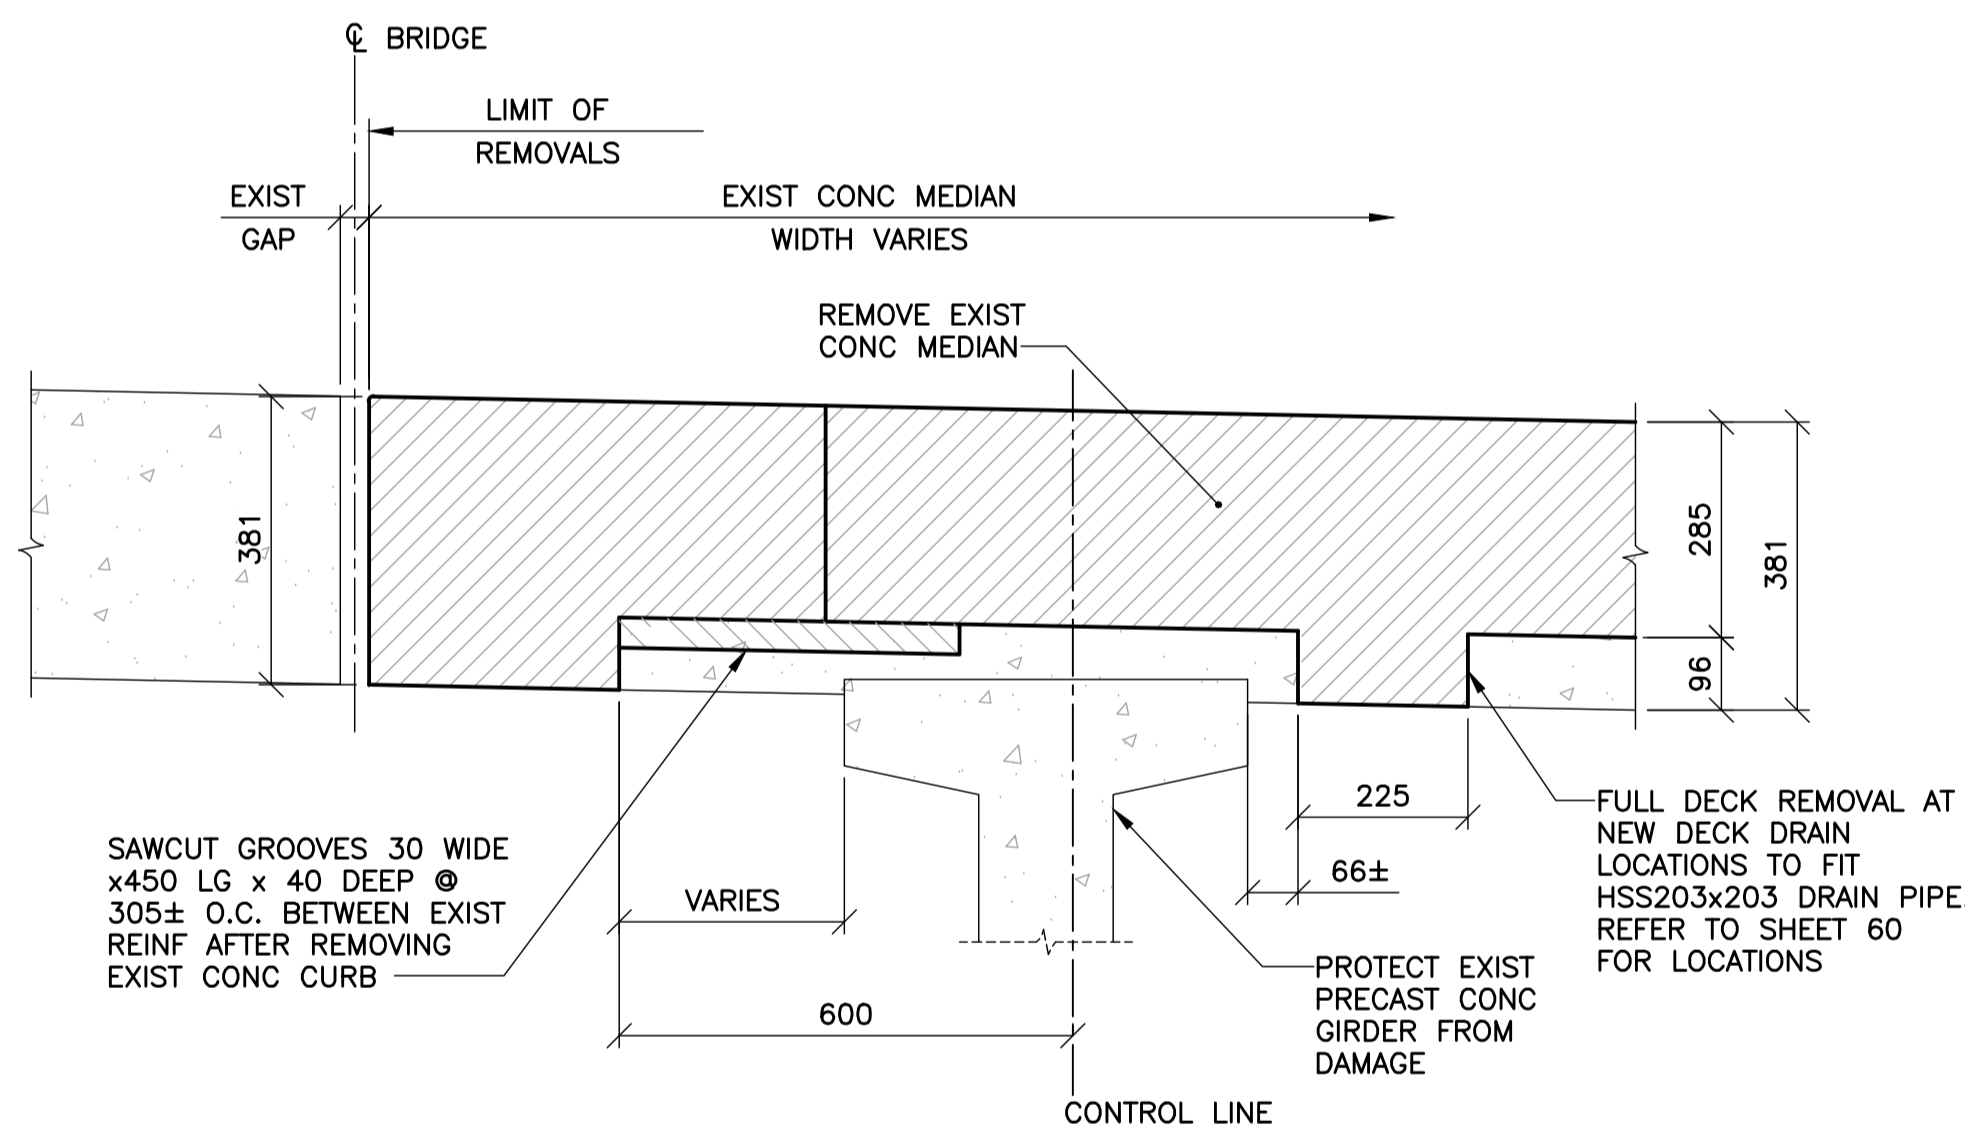 ℄ BRIDGE
LIMIT OF
REMOVALS
EXIST
GAP
EXIST CONC MEDIAN
WIDTH VARIES
REMOVE EXIST
CONC MEDIAN
381
285
381
96
SAWCUT GROOVES 30 WIDE
x450 LG x 40 DEEP @
305± O.C. BETWEEN EXIST
REINF AFTER REMOVING
EXIST CONC CURB
VARIES
600
225
66±
FULL DECK REMOVAL AT
NEW DECK DRAIN
LOCATIONS TO FIT
HSS203x203 DRAIN PIPE.
REFER TO SHEET 60
FOR LOCATIONS
PROTECT EXIST
PRECAST CONC
GIRDER FROM
DAMAGE
CONTROL LINE